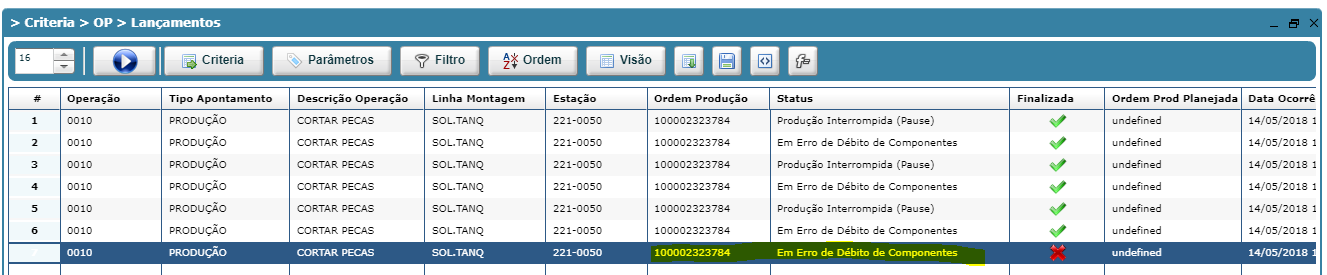 > Criteria > OP > Lançamentos
16 Criteria Parâmetros Filtro Ordem Visão
# Operação Tipo Apontamento Descrição Operação Linha Montagem Estação Ordem Produção Status Finalizada Ordem Prod Planejada Data Ocorrê
1 0010 PRODUÇÃO CORTAR PECAS SOL.TANQ 221-0050 100002323784 Produção Interrompida (Pause) undefined 14/05/2018 1
2 0010 PRODUÇÃO CORTAR PECAS SOL.TANQ 221-0050 100002323784 Em Erro de Débito de Componentes undefined 14/05/2018 1
3 0010 PRODUÇÃO CORTAR PECAS SOL.TANQ 221-0050 100002323784 Produção Interrompida (Pause) undefined 14/05/2018 1
4 0010 PRODUÇÃO CORTAR PECAS SOL.TANQ 221-0050 100002323784 Em Erro de Débito de Componentes undefined 14/05/2018 1
5 0010 PRODUÇÃO CORTAR PECAS SOL.TANQ 221-0050 100002323784 Produção Interrompida (Pause) undefined 14/05/2018 1
6 0010 PRODUÇÃO CORTAR PECAS SOL.TANQ 221-0050 100002323784 Em Erro de Débito de Componentes undefined 14/05/2018 1
7 0010 PRODUÇÃO CORTAR PECAS SOL.TANQ 221-0050 100002323784 Em Erro de Débito de Componentes undefined 14/05/2018 1